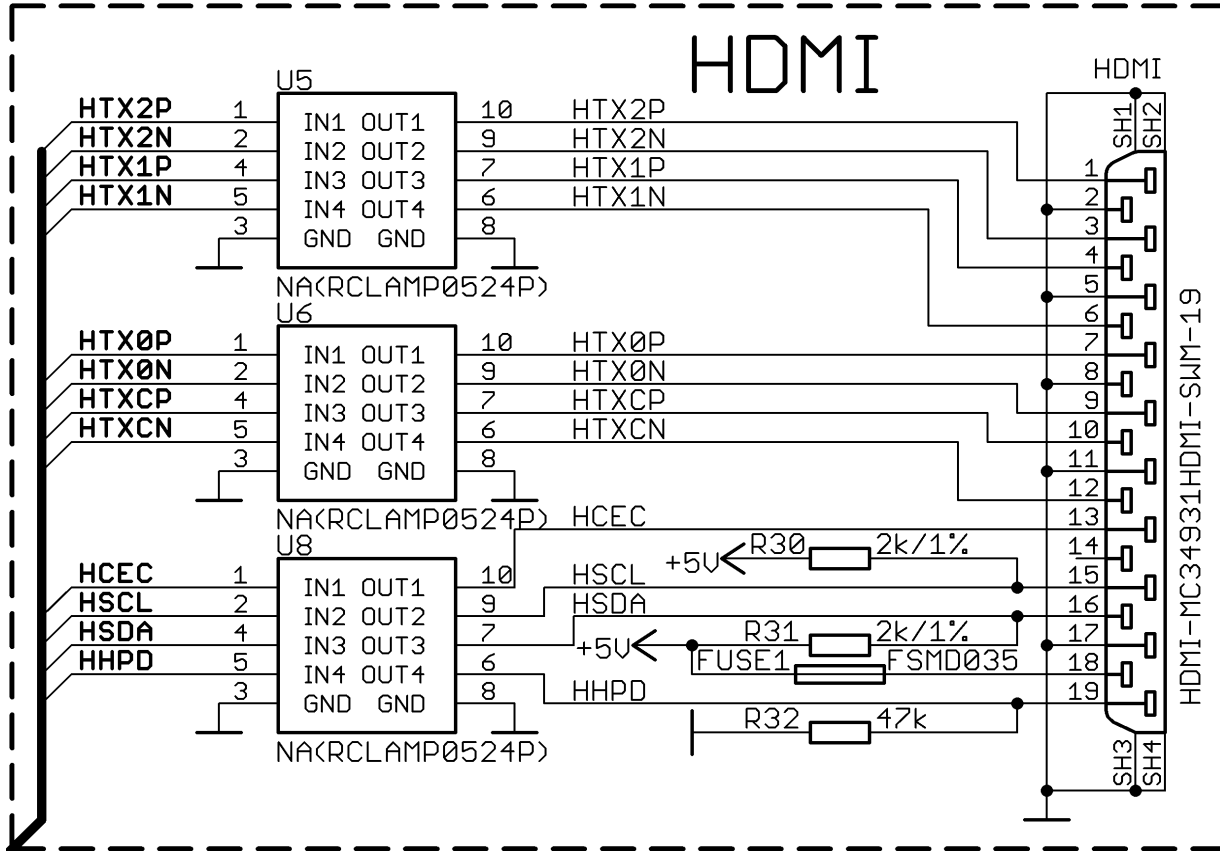 HDMI
HDMI
SH1
SH2
U5
HTX2P 1 IN1 OUT1 10 HTX2P
HTX2N 2 IN2 OUT2 9 HTX2N
HTX1P 4 IN3 OUT3 7 HTX1P
HTX1N 5 IN4 OUT4 6 HTX1N
3 GND GND 8
NA(RCLAMP0524P)
U6
HTX0P 1 IN1 OUT1 10 HTX0P
HTX0N 2 IN2 OUT2 9 HTX0N
HTXCP 4 IN3 OUT3 7 HTXCP
HTXCN 5 IN4 OUT4 6 HTXCN
3 GND GND 8
NA(RCLAMP0524P)
HCEC
U8
HCEC 1 IN1 OUT1 10
HSCL 2 IN2 OUT2 9 HSCL
HSDA 4 IN3 OUT3 7 HSDA
HHPD 5 IN4 OUT4 6 HHPD
3 GND GND 8
NA(RCLAMP0524P)
+5V R30 2k/1%
+5V R31 2k/1%
FUSE1 FSMD035
R32 47k
1
2
3
4
5
6
7
8
9
10
11
12
13
14
15
16
17
18
19
SH3
SH4
HDMI-MC34931HDMI-SWM-19